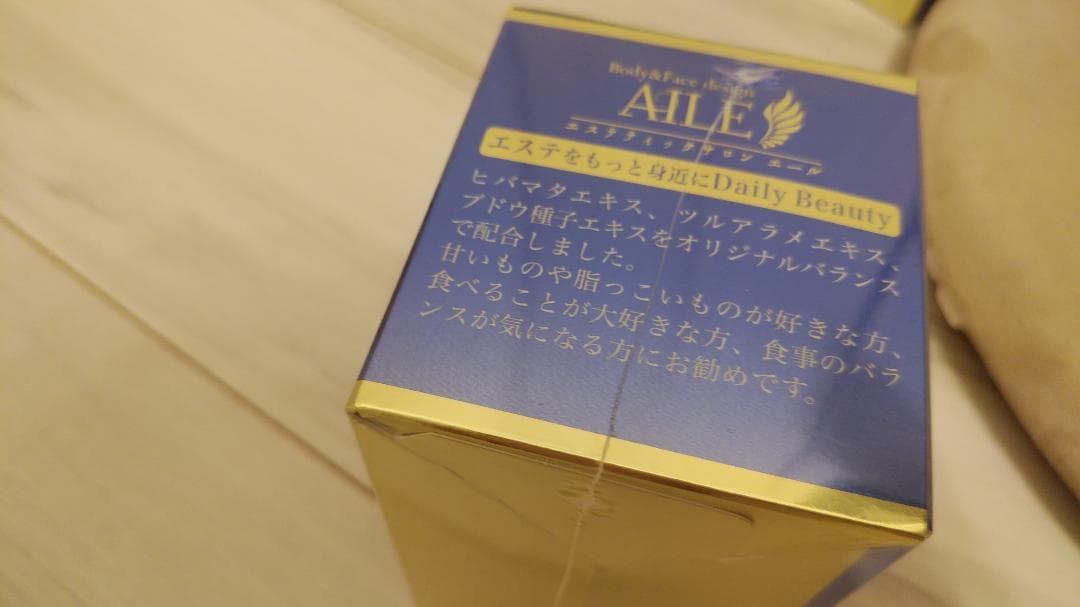 Body&Face design
AILE
エステティックサロン エール
エステをもっと身近にDaily Beauty
ヒバマタエキス、ツルアラメエキス、
ブドウ種子エキスをオリジナルバランス
で配合しました。
甘いものや脂っこいものが好きな方、
食べることが大好きな方、食事のバラ
ンスが気になる方にお勧めです。